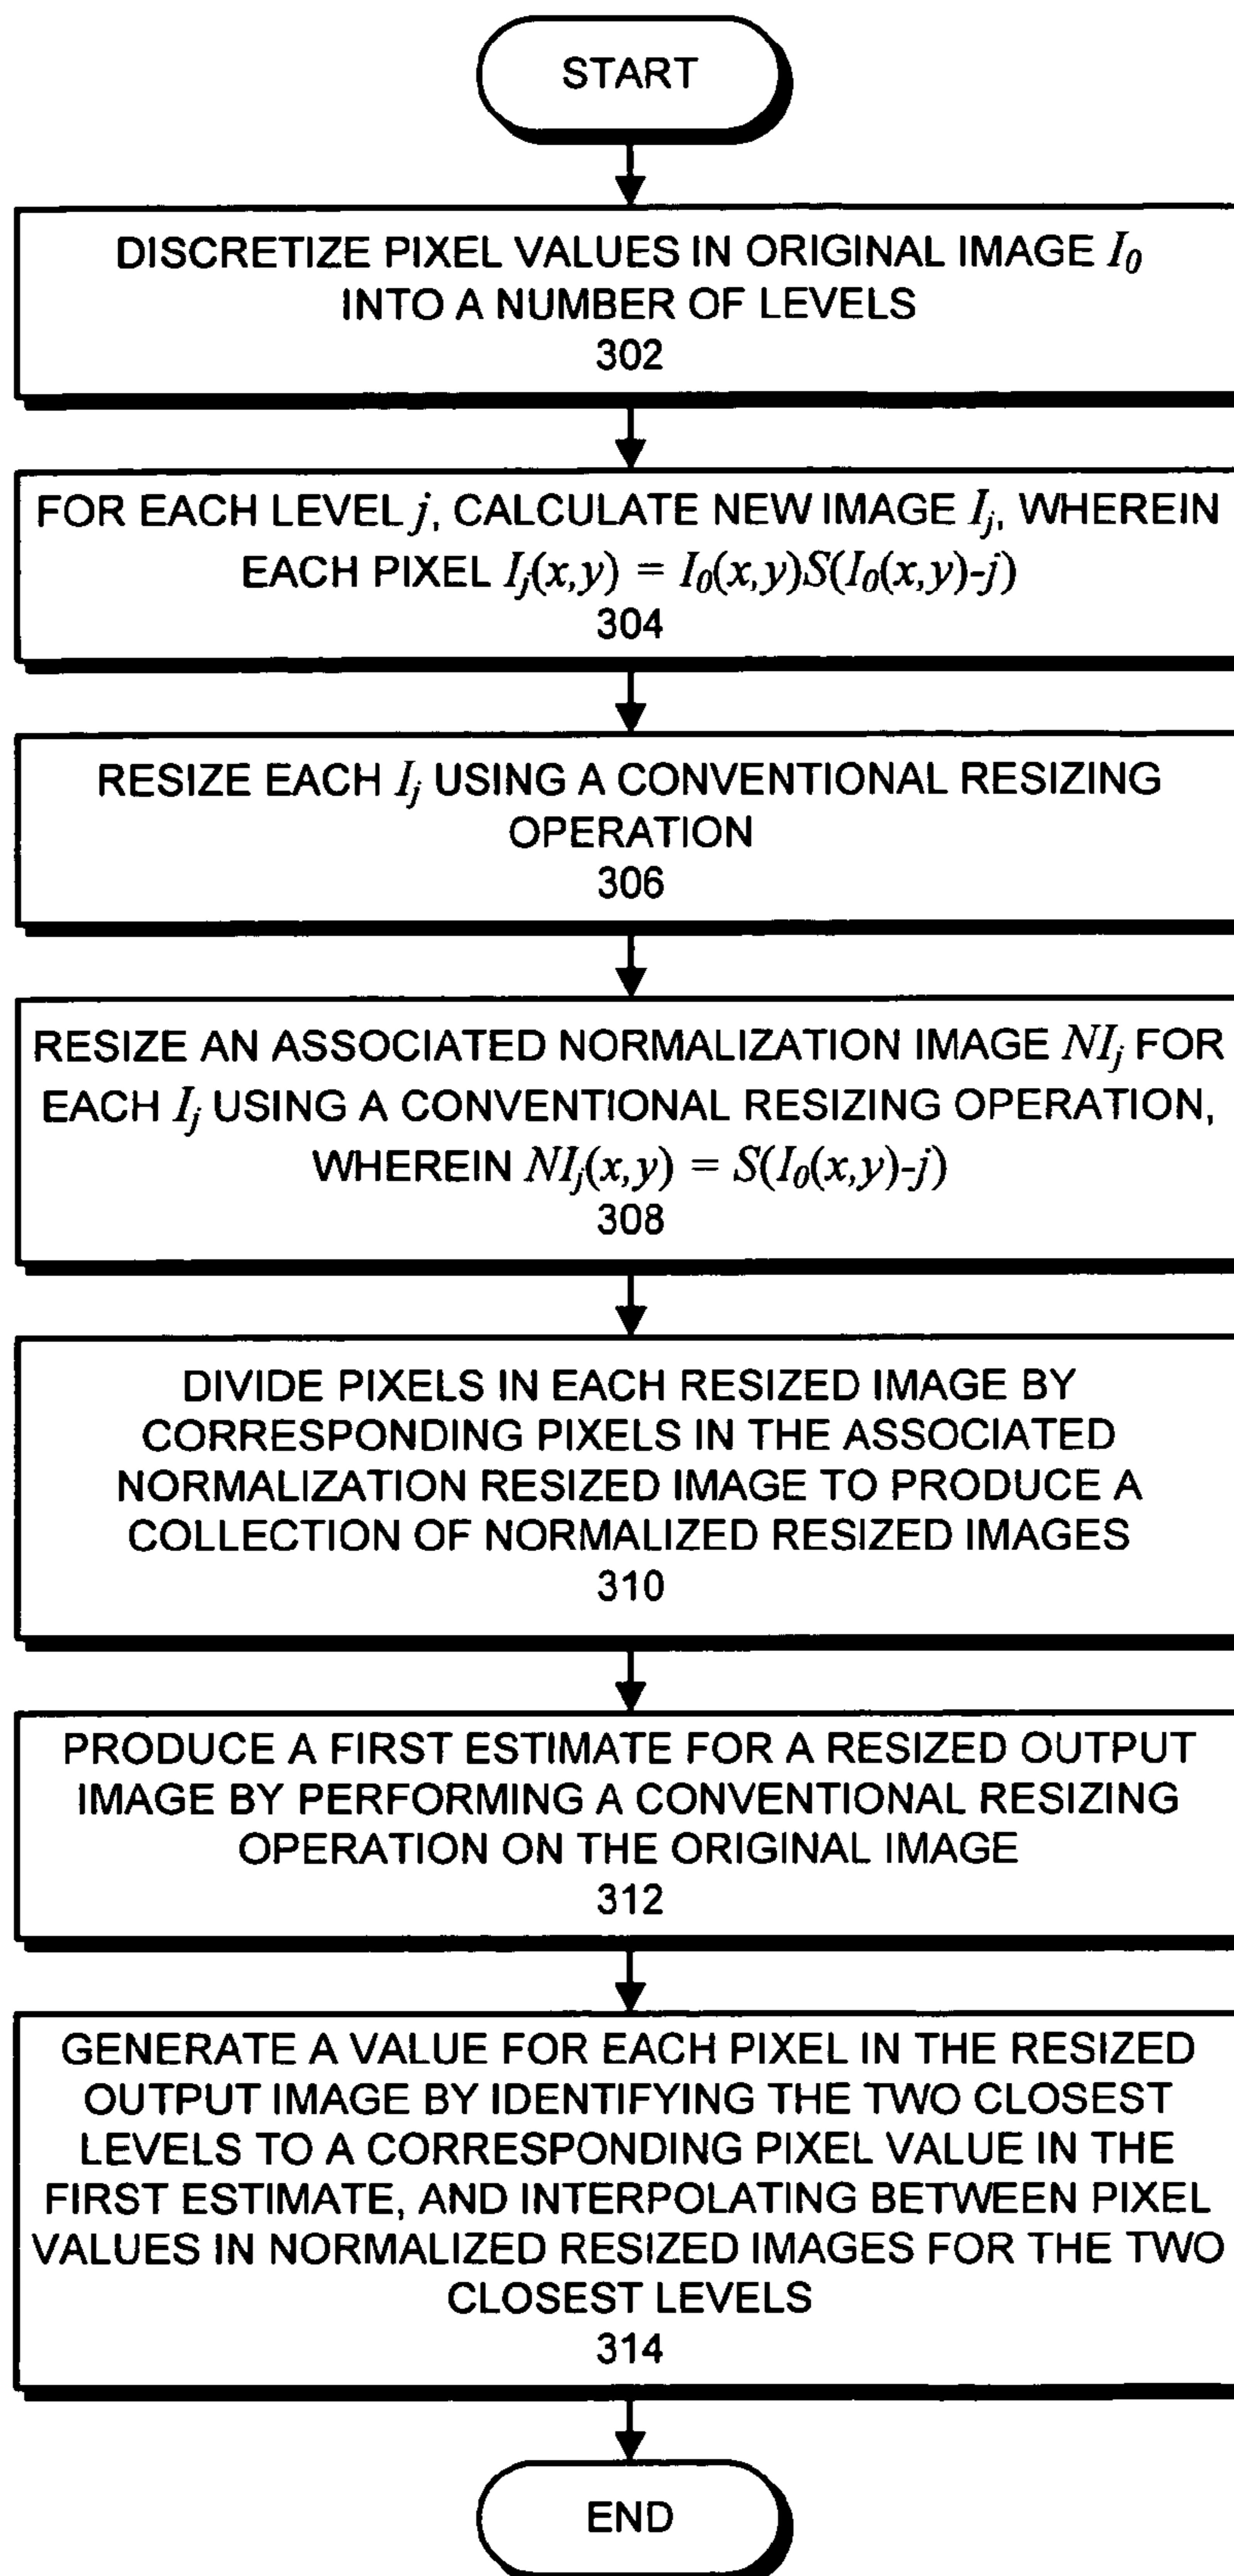 START
DISCRETIZE PIXEL VALUES IN ORIGINAL IMAGE I0
INTO A NUMBER OF LEVELS
302
FOR EACH LEVEL j, CALCULATE NEW IMAGE Ij, WHEREIN
EACH PIXEL Ij(x,y) = I0(x,y)S(I0(x,y)-j)
304
RESIZE EACH Ij USING A CONVENTIONAL RESIZING
OPERATION
306
RESIZE AN ASSOCIATED NORMALIZATION IMAGE NIj FOR
EACH Ij USING A CONVENTIONAL RESIZING OPERATION,
WHEREIN NIj(x,y) = S(I0(x,y)-j)
308
DIVIDE PIXELS IN EACH RESIZED IMAGE BY
CORRESPONDING PIXELS IN THE ASSOCIATED
NORMALIZATION RESIZED IMAGE TO PRODUCE A
COLLECTION OF NORMALIZED RESIZED IMAGES
310
PRODUCE A FIRST ESTIMATE FOR A RESIZED OUTPUT
IMAGE BY PERFORMING A CONVENTIONAL RESIZING
OPERATION ON THE ORIGINAL IMAGE
312
GENERATE A VALUE FOR EACH PIXEL IN THE RESIZED
OUTPUT IMAGE BY IDENTIFYING THE TWO CLOSEST
LEVELS TO A CORRESPONDING PIXEL VALUE IN THE
FIRST ESTIMATE, AND INTERPOLATING BETWEEN PIXEL
VALUES IN NORMALIZED RESIZED IMAGES FOR THE TWO
CLOSEST LEVELS
314
END